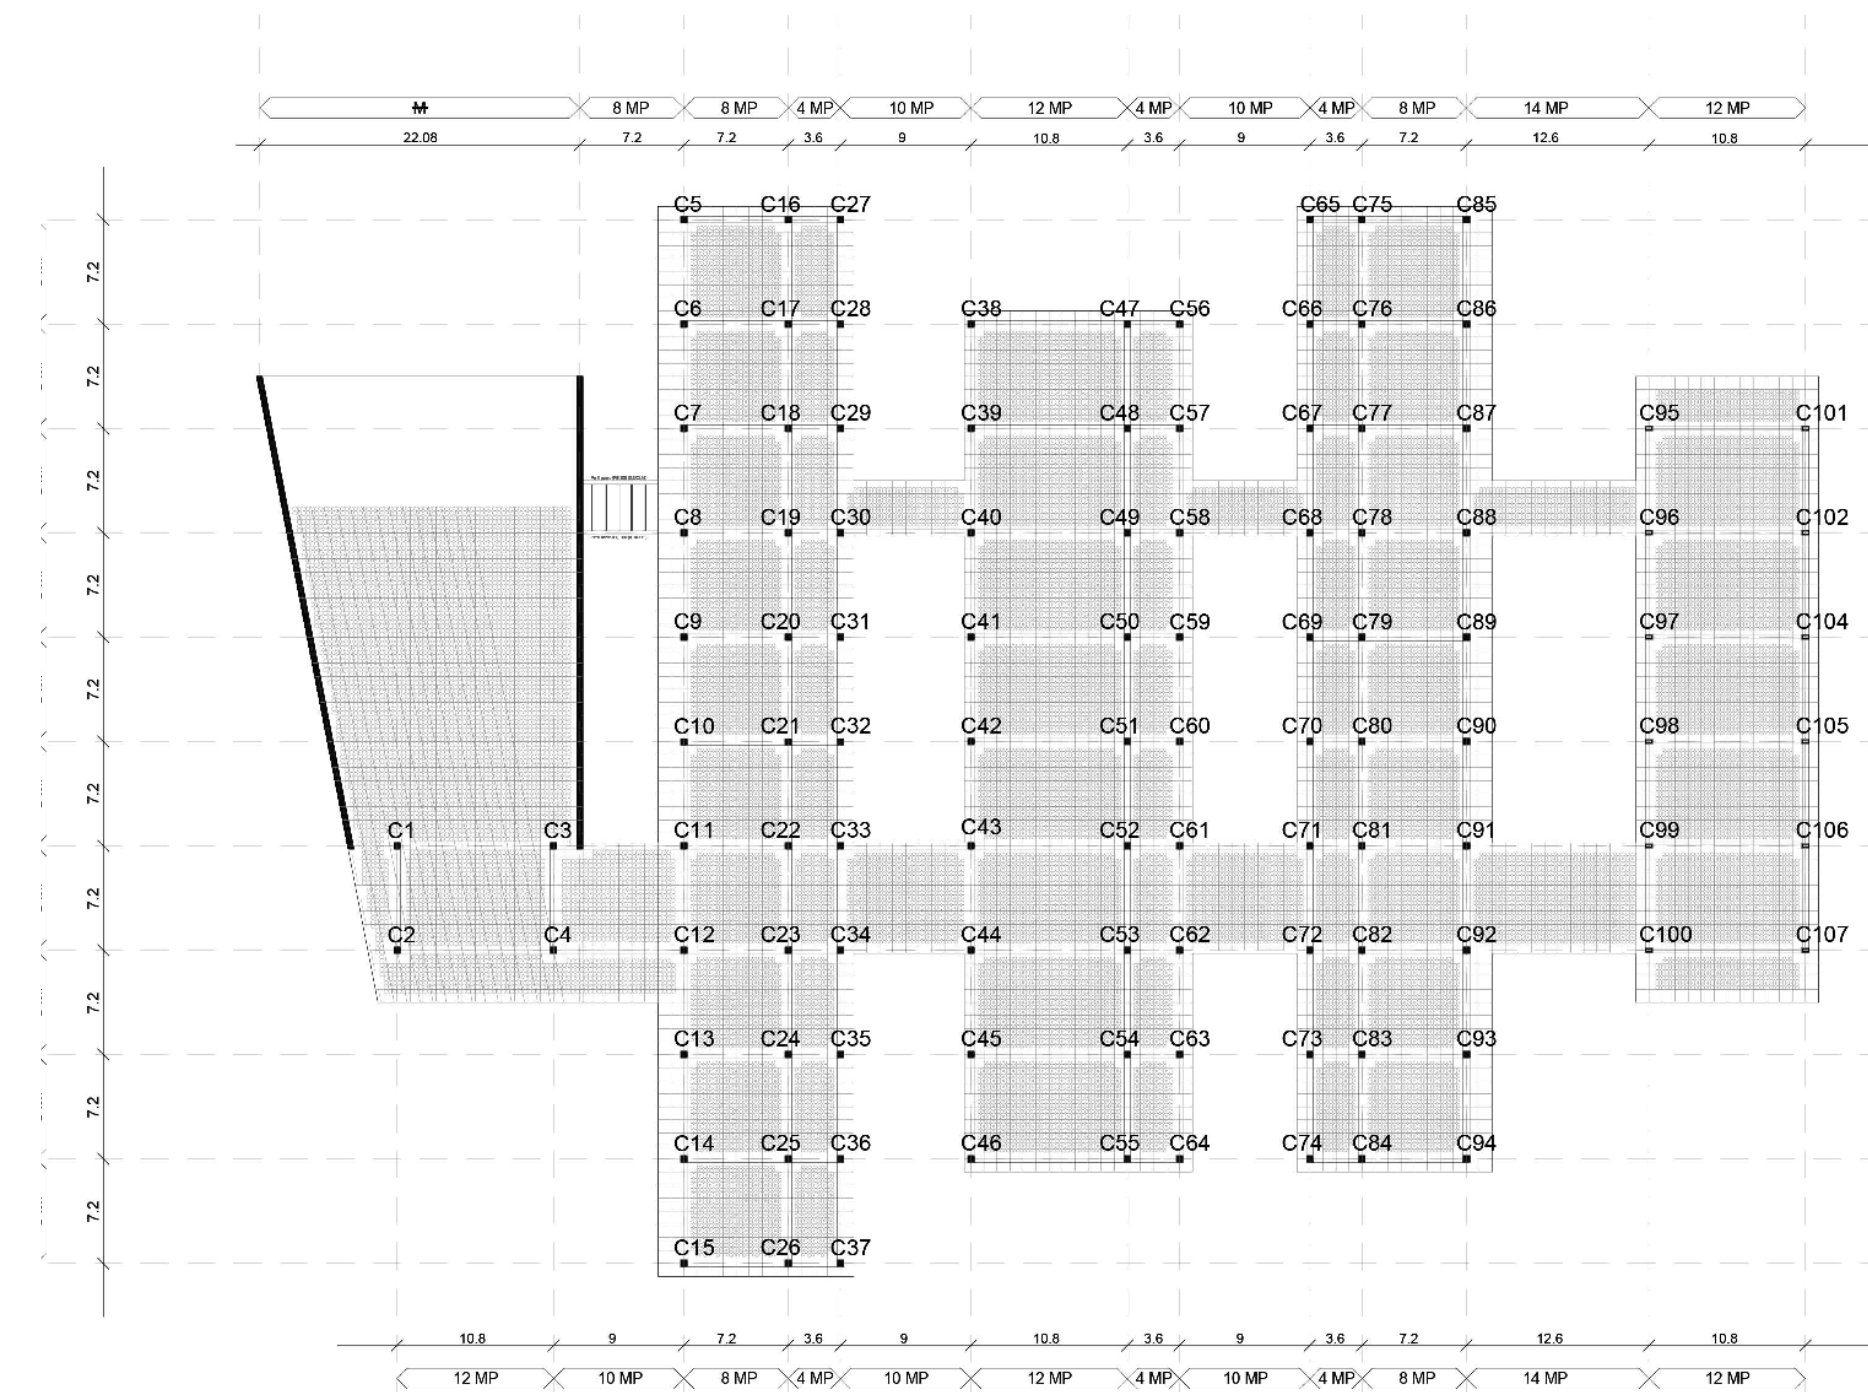 M 8 MP 8 MP 4 MP 10 MP 12 MP 4 MP 10 MP 4 MP 8 MP 14 MP 12 MP
22.08 7.2 7.2 3.6 9 10.8 3.6 9 3.6 7.2 12.6 10.8
C5 C16 C27 C65 C75 C85
7.2
C6 C17 C28 C38 C47 C56 C66 C76 C86
7.2
C7 C18 C29 C39 C48 C57 C67 C77 C87 C95 C101
7.2
C8 C19 C30 C40 C49 C58 C68 C78 C88 C96 C102
7.2
C9 C20 C31 C41 C50 C59 C69 C79 C89 C97 C104
7.2
C10 C21 C32 C42 C51 C60 C70 C80 C90 C98 C105
7.2
C1 C3 C11 C22 C33 C43 C52 C61 C71 C81 C91 C99 C106
7.2
C2 C4 C12 C23 C34 C44 C53 C62 C72 C82 C92 C100 C107
7.2
C13 C24 C35 C45 C54 C63 C73 C83 C93
7.2
C14 C25 C36 C46 C55 C64 C74 C84 C94
7.2
C15 C26 C37
10.8 9 7.2 3.6 9 10.8 3.6 9 3.6 7.2 12.6 10.8
12 MP 10 MP 8 MP 4 MP 10 MP 12 MP 4 MP 10 MP 4 MP 8 MP 14 MP 12 MP